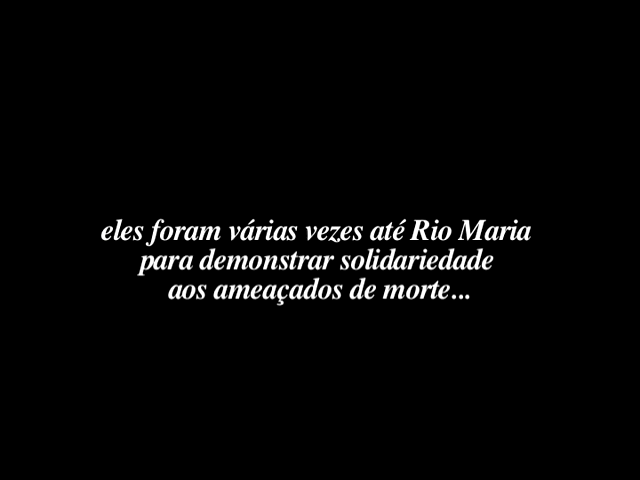 eles foram várias vezes até Rio Maria
para demonstrar solidariedade
aos ameaçados de morte...